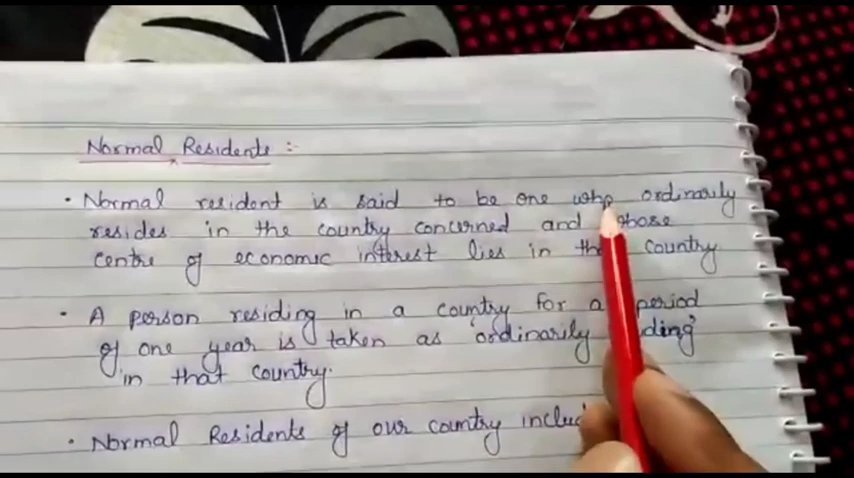 Normal Residents :-
• Normal resident is said to be one who ordinarily
resides in the country concerned and whose
centre of economic interest lies in the country
• A person residing in a country for a period
of one year is taken as 'ordinarily
in that country.
• Normal Residents of our country